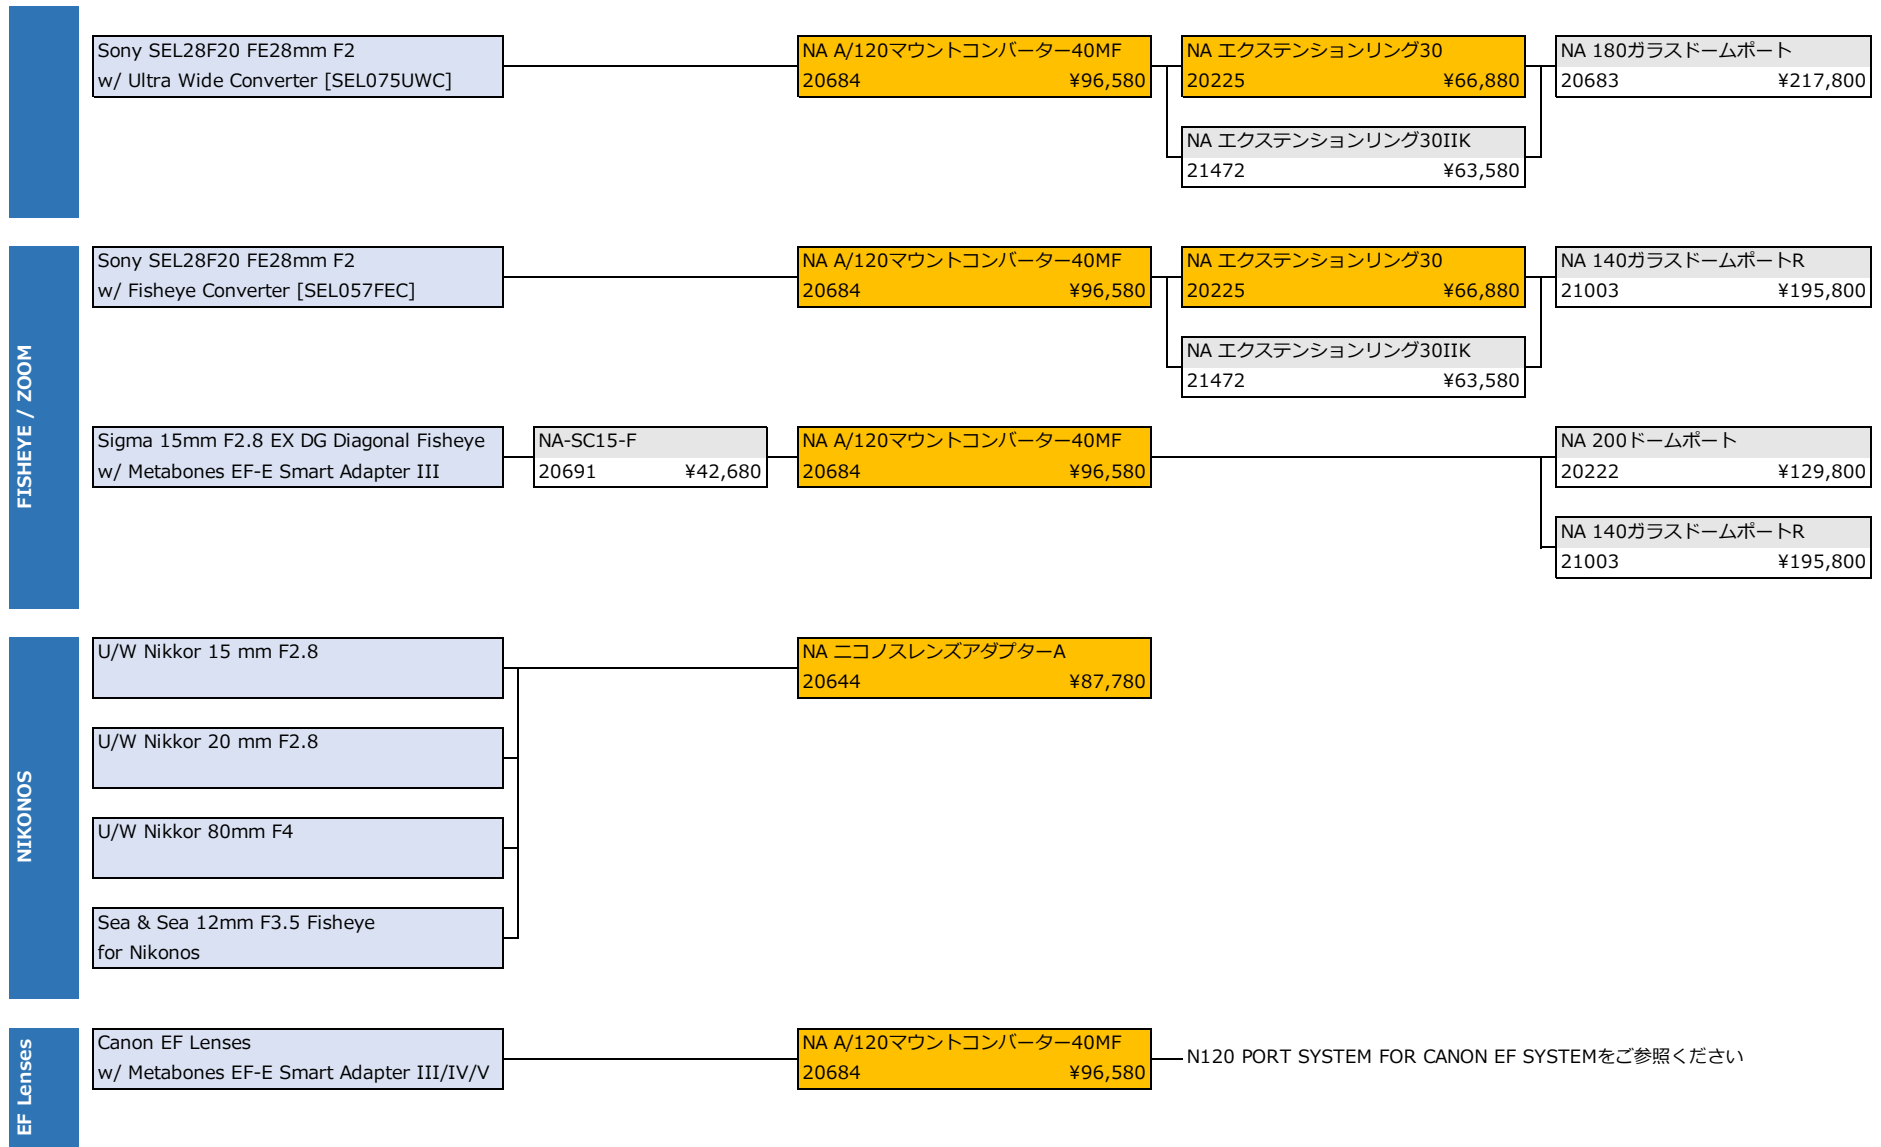 Sony SEL28F20 FE28mm F2
w/ Ultra Wide Converter [SEL075UWC]
NA A/120マウントコンバーター40MF
20684 ¥96,580
NA エクステンションリング30
20225 ¥66,880
NA 180ガラスドームポート
20683 ¥217,800
NA エクステンションリング30IIK
21472 ¥63,580
FISHEYE / ZOOM
Sony SEL28F20 FE28mm F2
w/ Fisheye Converter [SEL057FEC]
NA A/120マウントコンバーター40MF
20684 ¥96,580
NA エクステンションリング30
20225 ¥66,880
NA 140ガラスドームポートR
21003 ¥195,800
NA エクステンションリング30IIK
21472 ¥63,580
Sigma 15mm F2.8 EX DG Diagonal Fisheye
w/ Metabones EF-E Smart Adapter III
NA-SC15-F
20691 ¥42,680
NA A/120マウントコンバーター40MF
20684 ¥96,580
NA 200ドームポート
20222 ¥129,800
NA 140ガラスドームポートR
21003 ¥195,800
NIKONOS
U/W Nikkor 15 mm F2.8
NA ニコノスレンズアダプターA
20644 ¥87,780
U/W Nikkor 20 mm F2.8
U/W Nikkor 80mm F4
Sea & Sea 12mm F3.5 Fisheye
for Nikonos
EF Lenses
Canon EF Lenses
w/ Metabones EF-E Smart Adapter III/IV/V
NA A/120マウントコンバーター40MF
20684 ¥96,580
N120 PORT SYSTEM FOR CANON EF SYSTEMをご参照ください